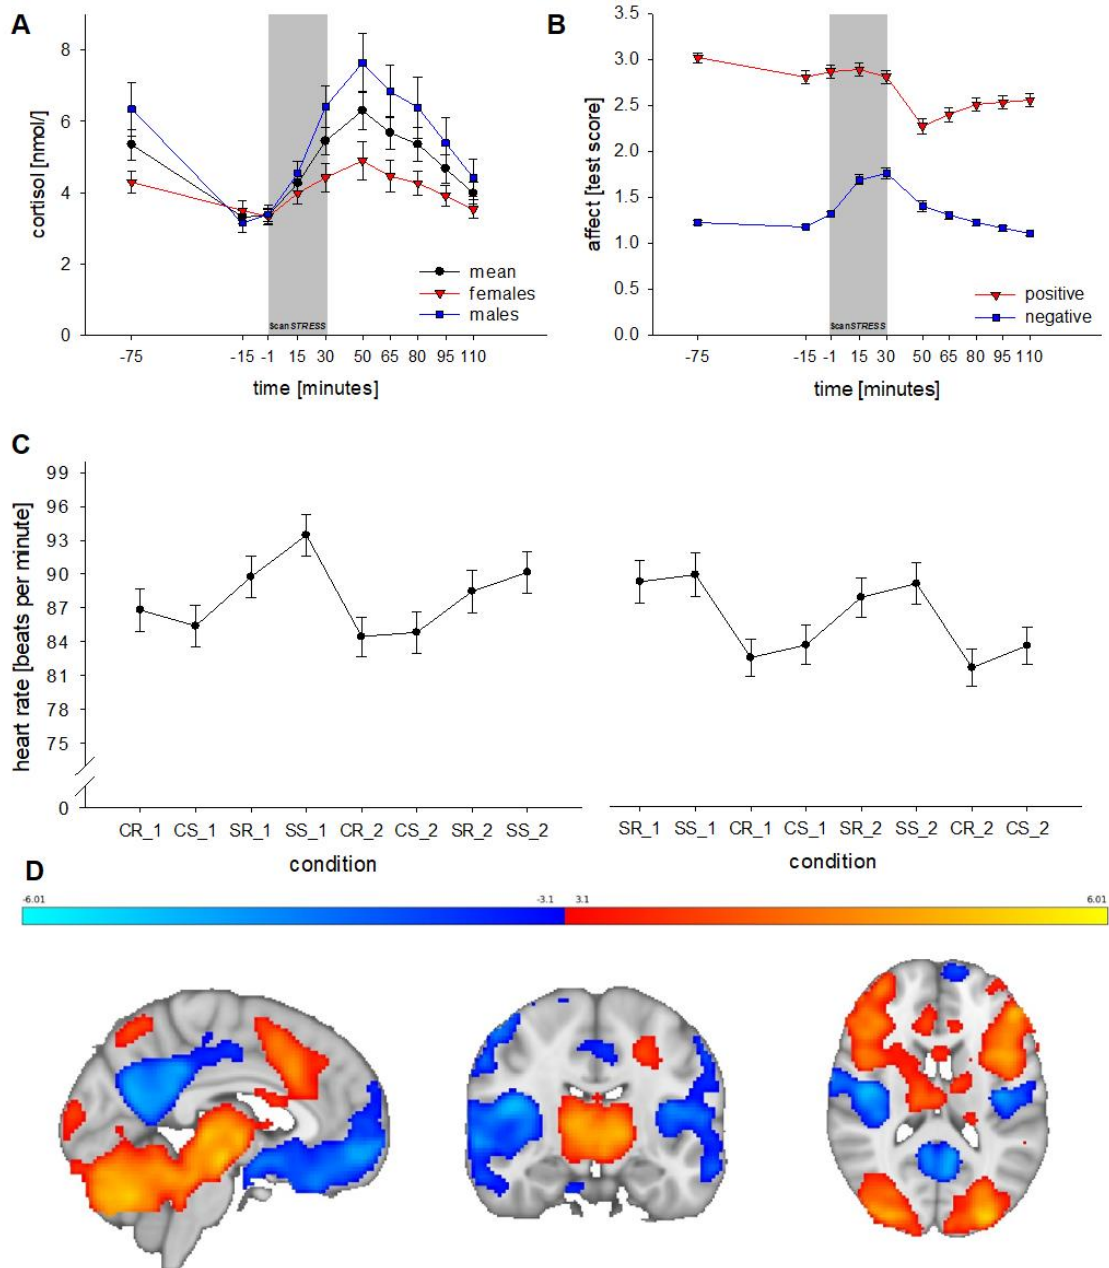 A
cortisol [nmol/]
8
6
4
2
0
ScanSTRESS
mean
females
males
-75 -15 -1 15 30 50 65 80 95 110
time [minutes]
B
affect [test score]
3.5
3.0
2.5
2.0
1.5
1.0
0.5
0.0
ScanSTRESS
positive
negative
-75 -15 -1 15 30 50 65 80 95 110
time [minutes]
C
heart rate [beats per minute]
99
96
93
90
87
84
81
78
75
0
CR_1 CS_1 SR_1 SS_1 CR_2 CS_2 SR_2 SS_2
condition
SR_1 SS_1 CR_1 CS_1 SR_2 SS_2 CR_2 CS_2
condition
D
-6.01 -3.1 3.1 6.01